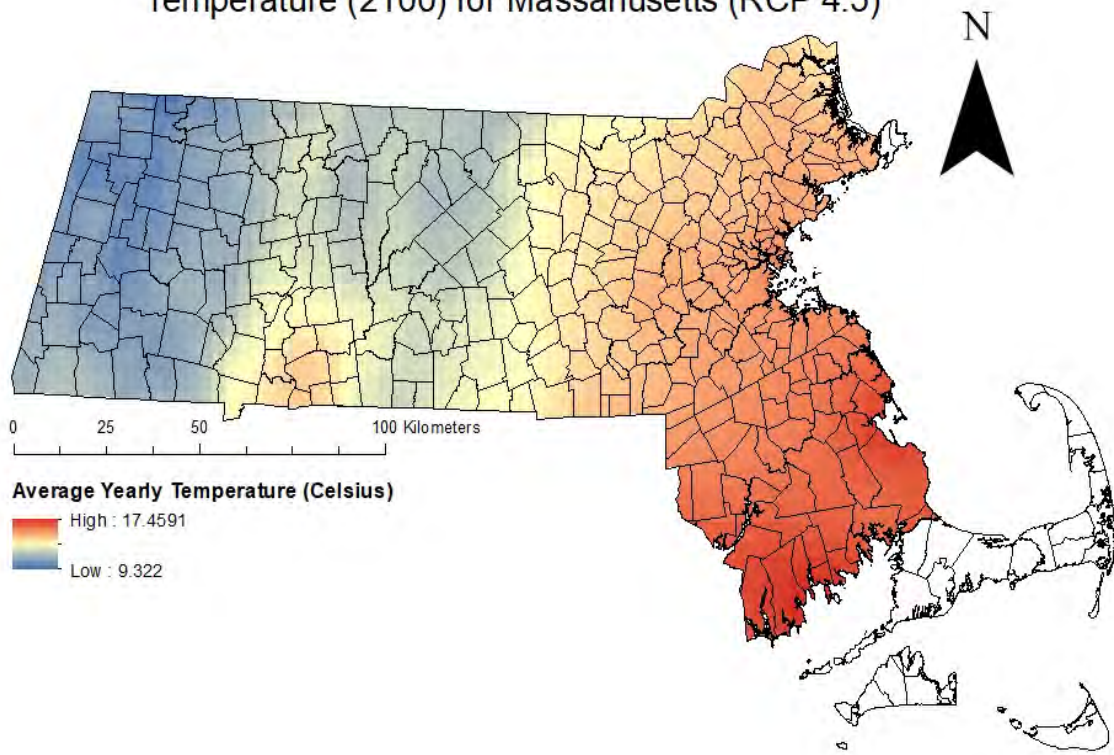 Temperature (2100) for Massahusetts (RCP 4.5)
N
0 25 50 100 Kilometers
Average Yearly Temperature (Celsius)
High : 17.4591
Low : 9.322